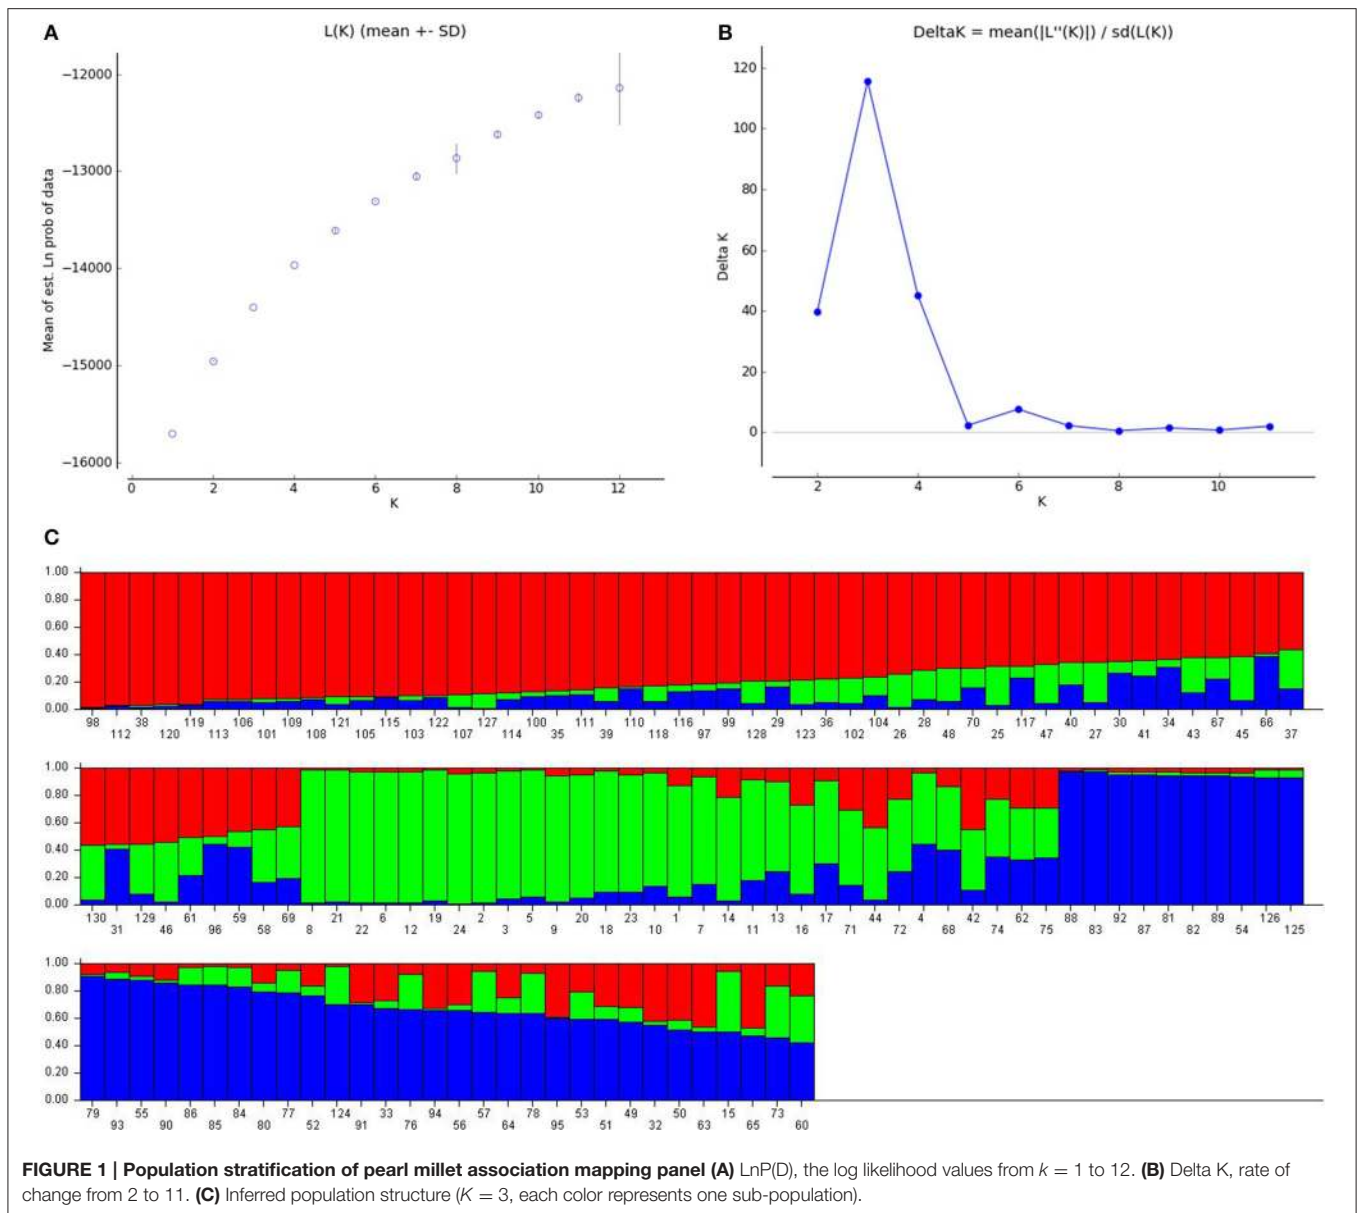 A
L(K) (mean +- SD)
Mean of est. Ln prob of data
−12000
−13000
−14000
−15000
−16000
0 2 4 6 8 10 12
K
B
DeltaK = mean(|L''(K)|) / sd(L(K))
Delta K
120
100
80
60
40
20
0
2 4 6 8 10
K
C
1.00
0.80
0.60
0.40
0.20
0.00
98 38 119 106 109 121 115 122 127 100 111 110 116 99 29 36 104 28 70 117 40 30 34 67 66
112 120 113 101 108 105 103 107 114 35 39 118 97 128 123 102 26 48 25 47 27 41 43 45 37
1.00
0.80
0.60
0.40
0.20
0.00
130 129 61 59 69 21 6 19 2 5 20 23 1 14 13 17 44 4 42 62 88 92 81 89 126
31 46 96 58 8 22 12 24 3 9 18 10 7 11 16 71 72 68 74 75 83 87 82 54 125
1.00
0.80
0.60
0.40
0.20
0.00
79 55 86 84 77 124 33 94 57 78 53 49 50 15 73
93 90 85 80 52 91 76 56 64 95 51 32 63 65 60
FIGURE 1 | Population stratification of pearl millet association mapping panel (A) LnP(D), the log likelihood values from k = 1 to 12. (B) Delta K, rate of
change from 2 to 11. (C) Inferred population structure (K = 3, each color represents one sub-population).